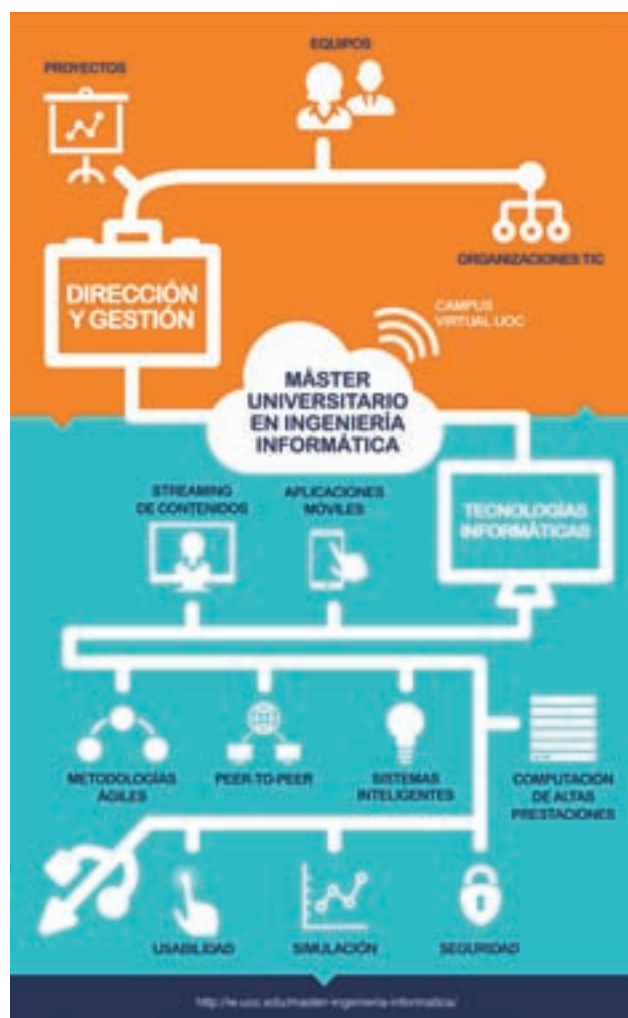 EQUIPOS
PROYECTOS
ORGANIZACIONES TIC
DIRECCIÓN
Y GESTIÓN
CAMPUS
VIRTUAL UOC
MÁSTER
UNIVERSITARIO
EN INGENIERÍA
INFORMÁTICA
STREAMING
DE CONTENIDOS
APLICACIONES
MÓVILES
TECNOLOGÍAS
INFORMÁTICAS
METODOLOGÍAS
ÁGILES
PEER-TO-PEER
SISTEMAS
INTELIGENTES
COMPUTACIÓN
DE ALTAS
PRESTACIONES
USABILIDAD
SIMULACIÓN
SEGURIDAD